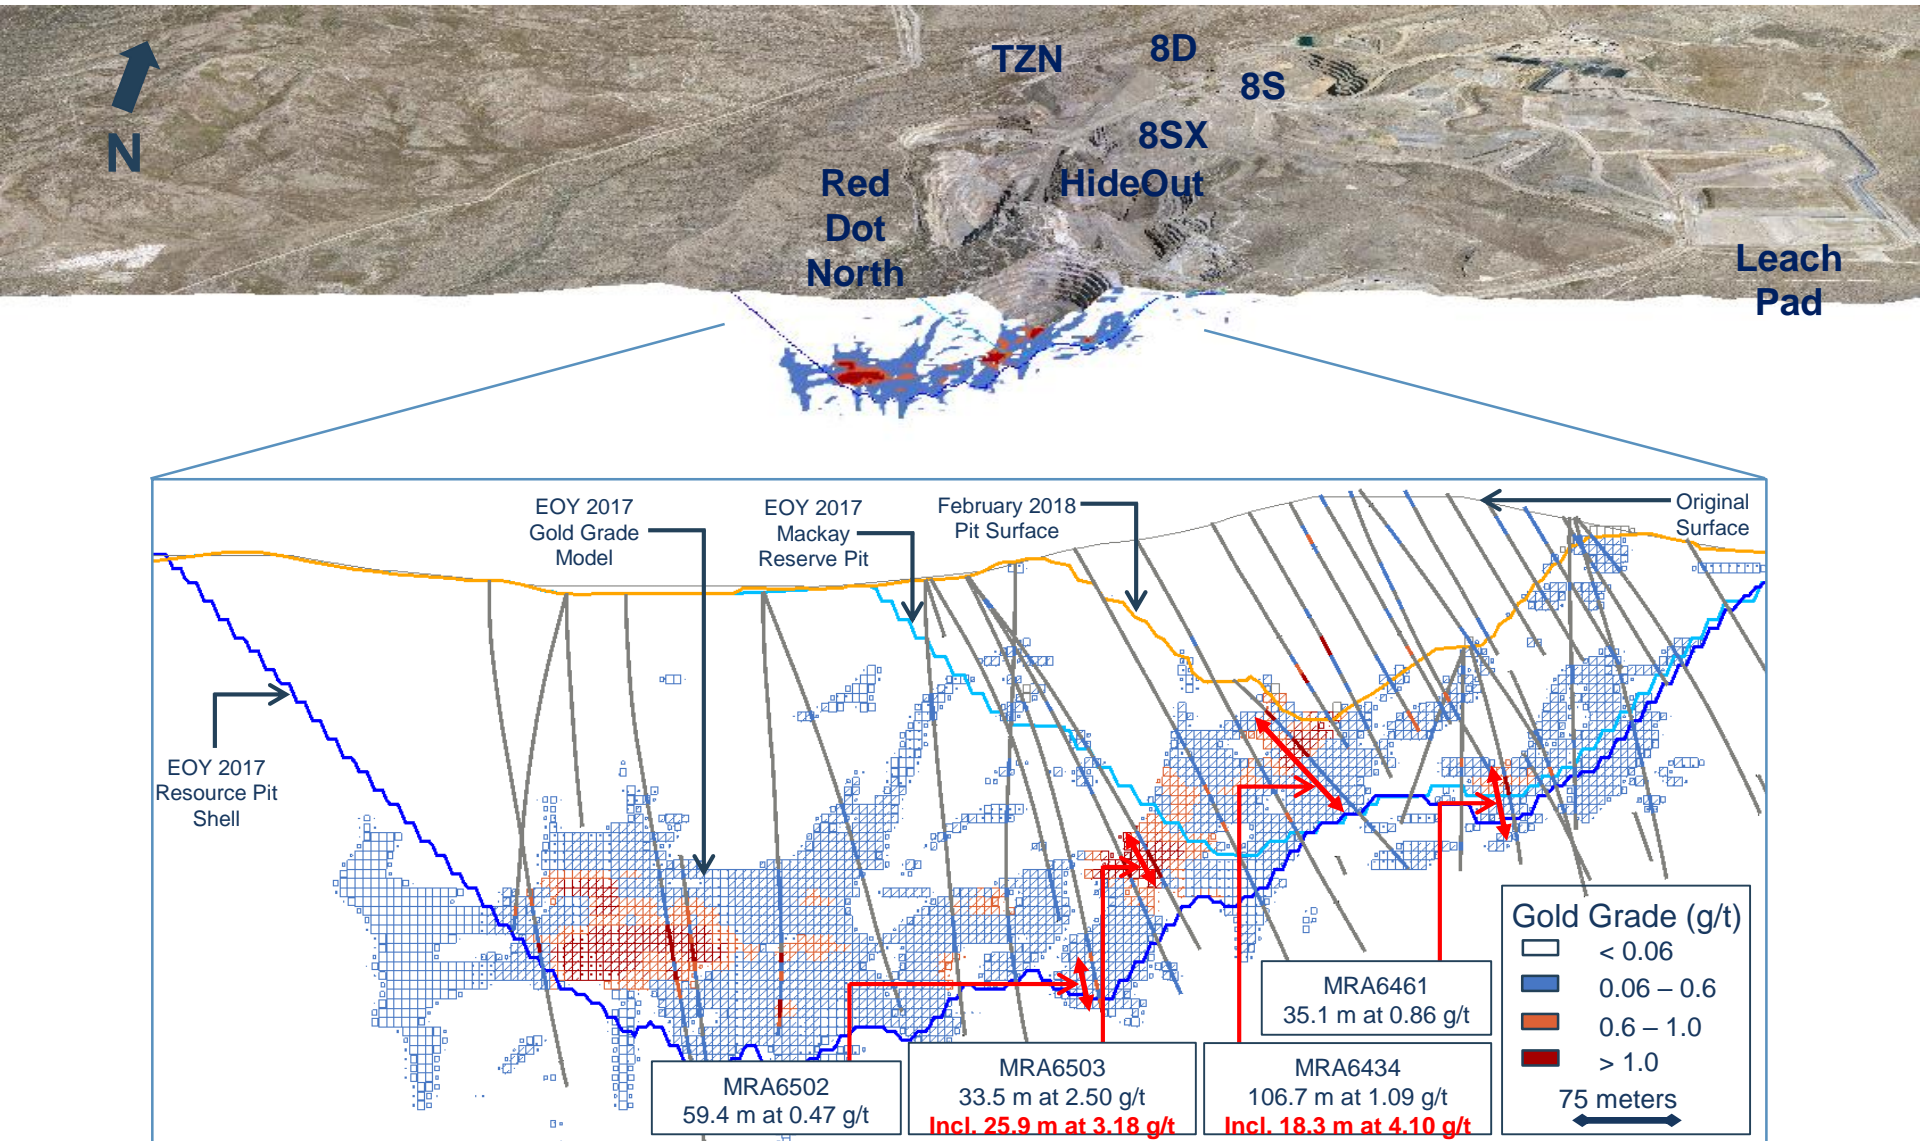 TZN
8D
8S
N
8SX
Red
Dot
North
HideOut
Leach
Pad
EOY 2017
Gold Grade
Model
EOY 2017
Mackay
Reserve Pit
February 2018
Pit Surface
Original
Surface
EOY 2017
Resource Pit
Shell
Gold Grade (g/t)
< 0.06
0.06 – 0.6
0.6 – 1.0
> 1.0
75 meters
MRA6461
35.1 m at 0.86 g/t
MRA6502
59.4 m at 0.47 g/t
MRA6503
33.5 m at 2.50 g/t
Incl. 25.9 m at 3.18 g/t
MRA6434
106.7 m at 1.09 g/t
Incl. 18.3 m at 4.10 g/t